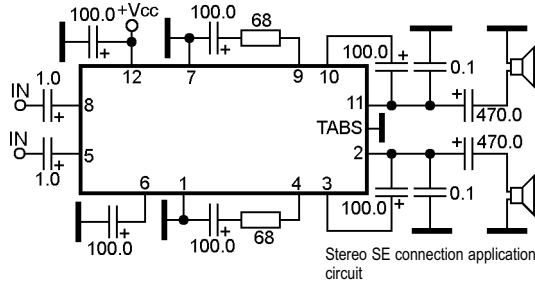 100.0 +Vcc 68
+ + 100.0 100.0 + 0.1
12 7 9 10
IN 1.0
8 11
+ + 470.0
TABS
IN 5 2 + 470.0
+
1.0 6 1 4 3
+ + 68 100.0 + 0.1
100.0 100.0
Stereo SE connection application
circuit